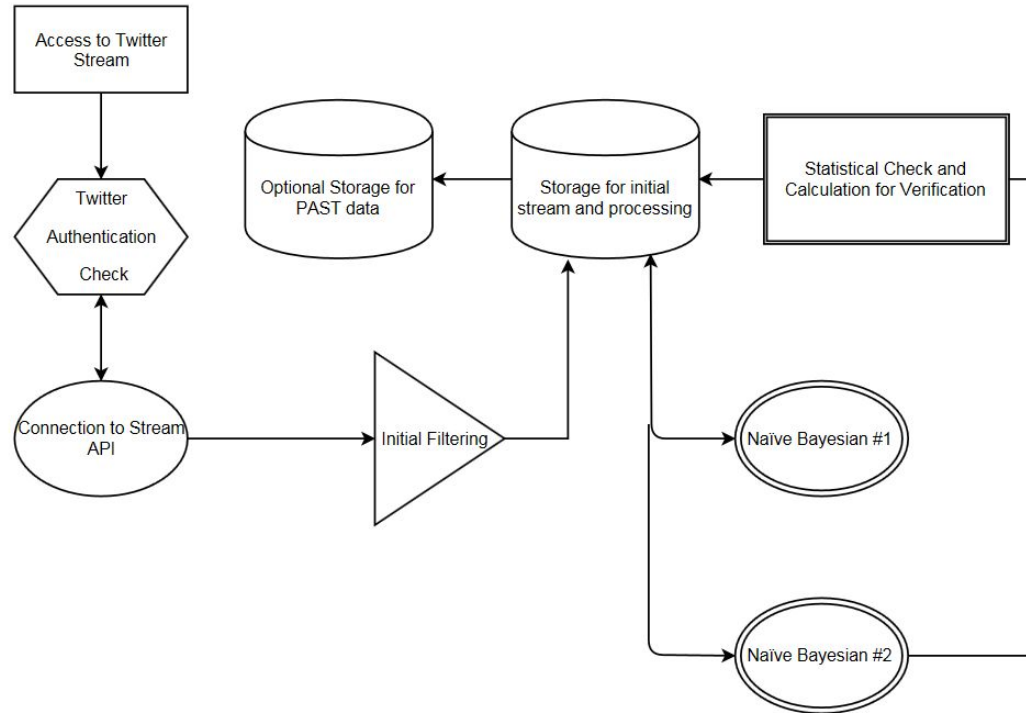 Access to Twitter
Stream
Twitter
Authentication
Check
Optional Storage for
PAST data
Storage for initial
stream and processing
Statistical Check and
Calculation for Verification
Connection to Stream
API
Initial Filtering
Naïve Bayesian #1
Naïve Bayesian #2